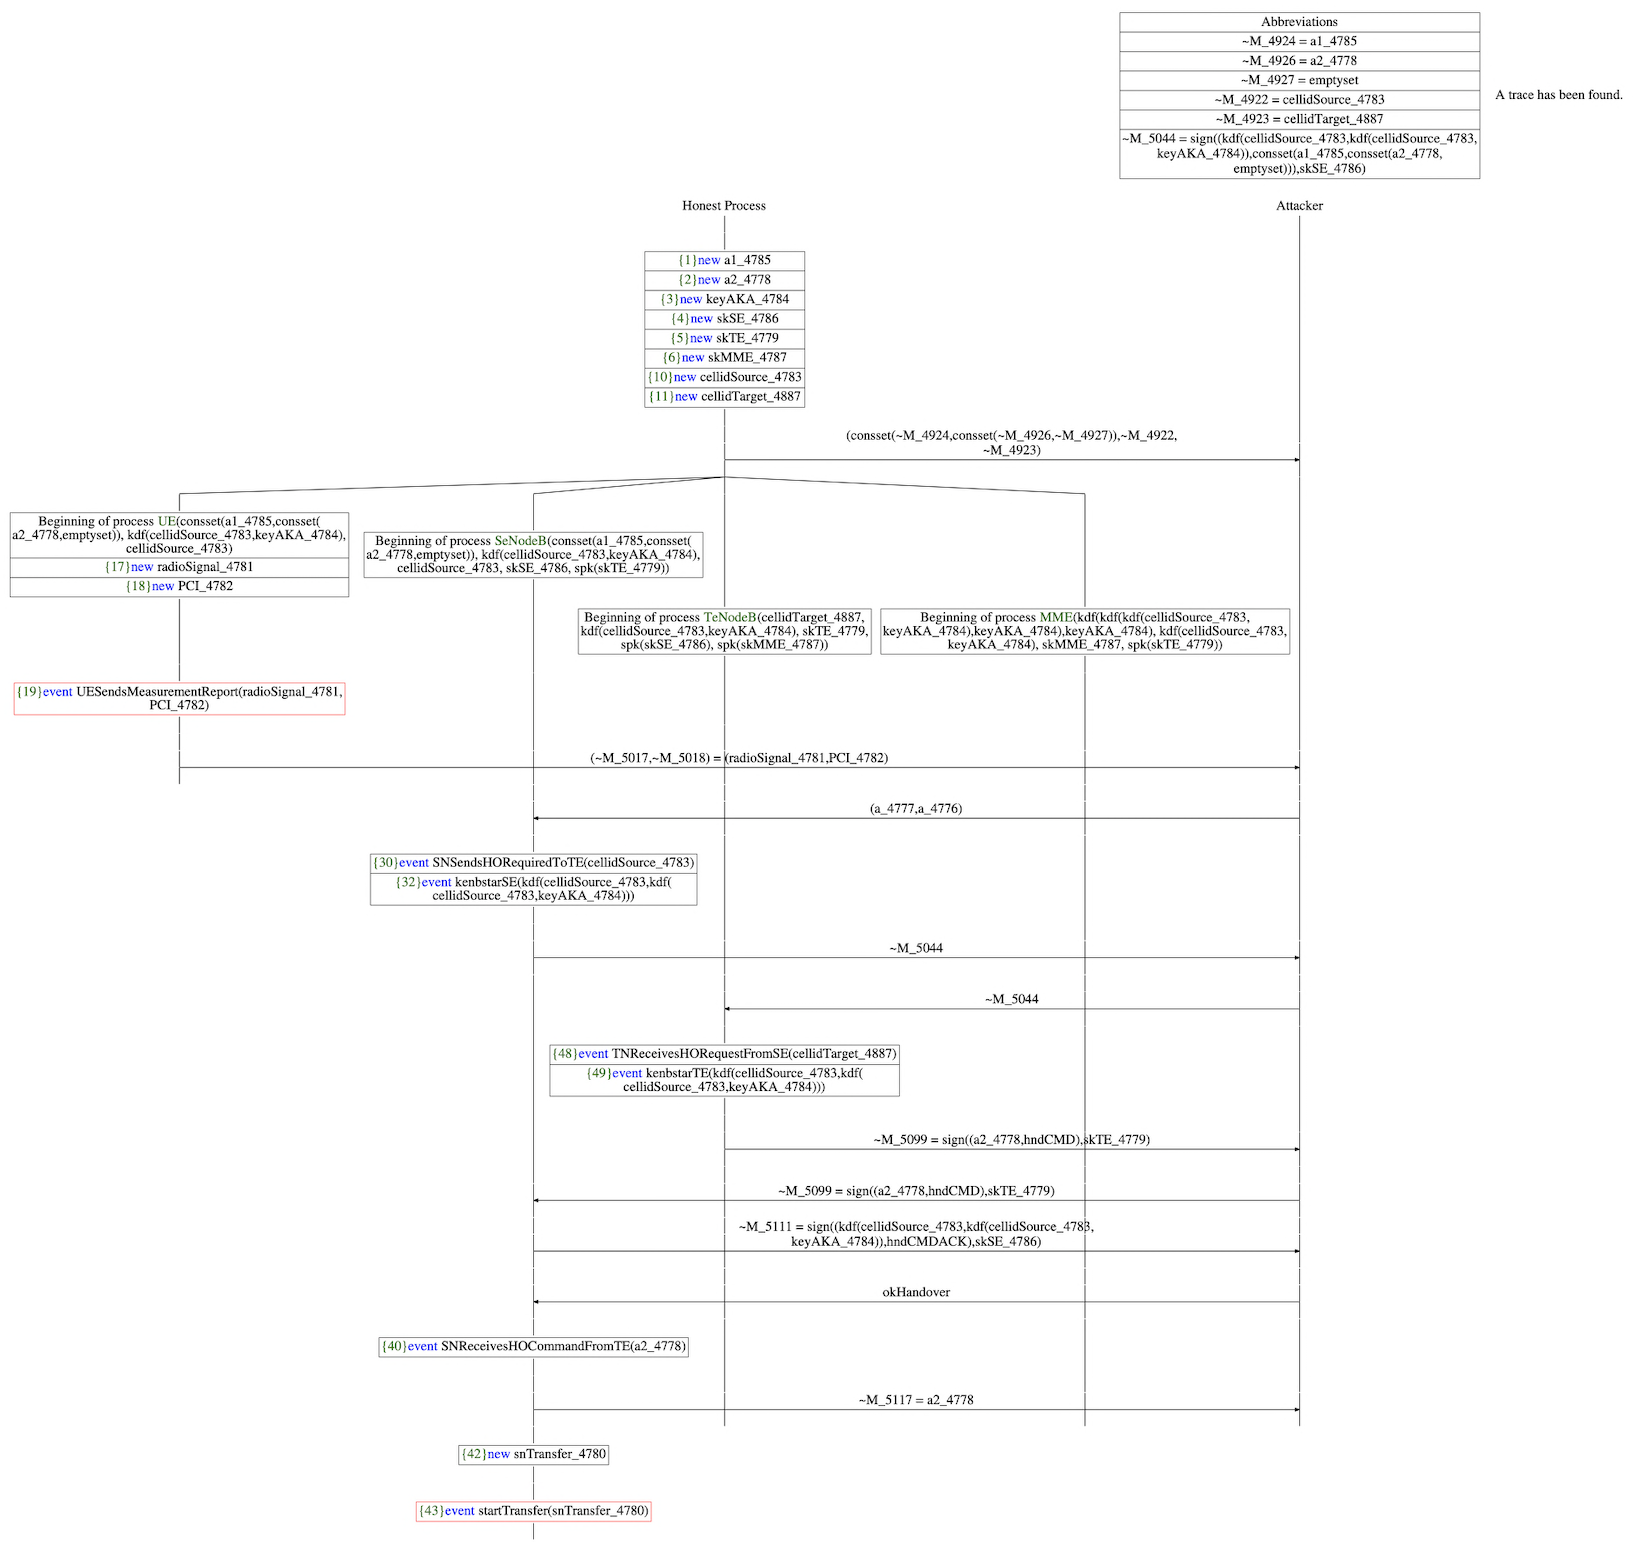 Abbreviations
~M_4924 = a1_4785
~M_4926 = a2_4778
~M_4927 = emptyset
~M_4922 = cellidSource_4783
~M_4923 = cellidTarget_4887
~M_5044 = sign((kdf(cellidSource_4783,kdf(cellidSource_4783,
keyAKA_4784)),consset(a1_4785,consset(a2_4778,
emptyset))),skSE_4786)
A trace has been found.
Honest Process
Attacker
{1}new a1_4785
{2}new a2_4778
{3}new keyAKA_4784
{4}new skSE_4786
{5}new skTE_4779
{6}new skMME_4787
{10}new cellidSource_4783
{11}new cellidTarget_4887
(consset(~M_4924,consset(~M_4926,~M_4927)),~M_4922,
~M_4923)
Beginning of process UE(consset(a1_4785,consset(
a2_4778,emptyset)), kdf(cellidSource_4783,keyAKA_4784),
cellidSource_4783)
{17}new radioSignal_4781
{18}new PCI_4782
Beginning of process SeNodeB(consset(a1_4785,consset(
a2_4778,emptyset)), kdf(cellidSource_4783,keyAKA_4784),
cellidSource_4783, skSE_4786, spk(skTE_4779))
Beginning of process TeNodeB(cellidTarget_4887,
kdf(cellidSource_4783,keyAKA_4784), skTE_4779,
spk(skSE_4786), spk(skMME_4787))
Beginning of process MME(kdf(kdf(kdf(cellidSource_4783,
keyAKA_4784),keyAKA_4784),keyAKA_4784), kdf(cellidSource_4783,
keyAKA_4784), skMME_4787, spk(skTE_4779))
{19}event UESendsMeasurementReport(radioSignal_4781,
PCI_4782)
(~M_5017,~M_5018) = (radioSignal_4781,PCI_4782)
(a_4777,a_4776)
{30}event SNSendsHORequiredToTE(cellidSource_4783)
{32}event kenbstarSE(kdf(cellidSource_4783,kdf(
cellidSource_4783,keyAKA_4784)))
~M_5044
~M_5044
{48}event TNReceivesHORequestFromSE(cellidTarget_4887)
{49}event kenbstarTE(kdf(cellidSource_4783,kdf(
cellidSource_4783,keyAKA_4784)))
~M_5099 = sign((a2_4778,hndCMD),skTE_4779)
~M_5099 = sign((a2_4778,hndCMD),skTE_4779)
~M_5111 = sign((kdf(cellidSource_4783,kdf(cellidSource_4783,
keyAKA_4784)),hndCMDACK),skSE_4786)
okHandover
{40}event SNReceivesHOCommandFromTE(a2_4778)
~M_5117 = a2_4778
{42}new snTransfer_4780
{43}event startTransfer(snTransfer_4780)